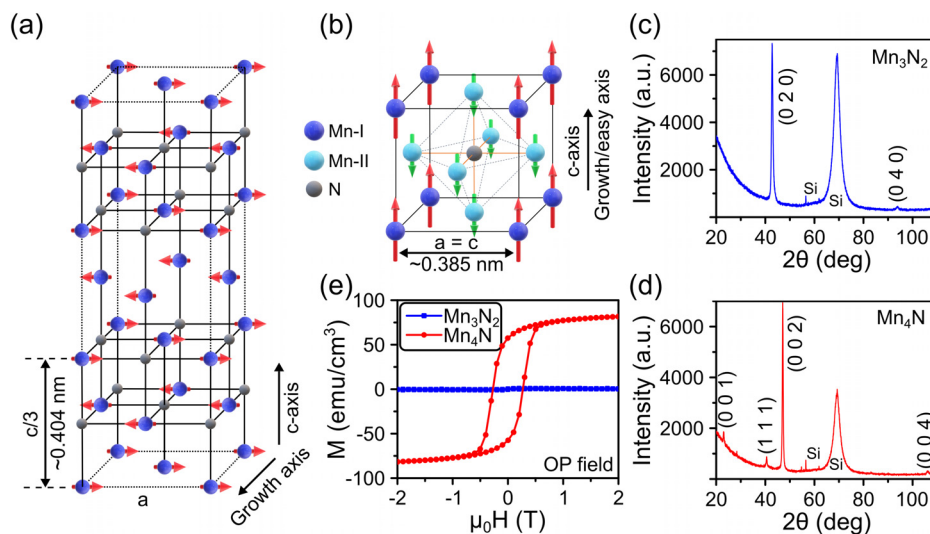 (a)
c/3
~0.404 nm
a
c-axis
Growth axis
Mn-I
Mn-II
N
(b)
c-axis
Growth/easy axis
a = c
~0.385 nm
(c)
Intensity (a.u.)
6000
4000
2000
Mn₃N₂
(0 2 0)
Si
Si
(0 4 0)
20 40 60 80 100
2θ (deg)
(e)
M (emu/cm³)
100
50
0
-50
-100
Mn₃N₂
Mn₄N
OP field
-2 -1 0 1 2
μ₀H (T)
(d)
Intensity (a.u.)
6000
4000
2000
Mn₄N
(0 0 1)
(1 1 1)
(0 0 2)
Si
Si
(0 0 4)
20 40 60 80 100
2θ (deg)